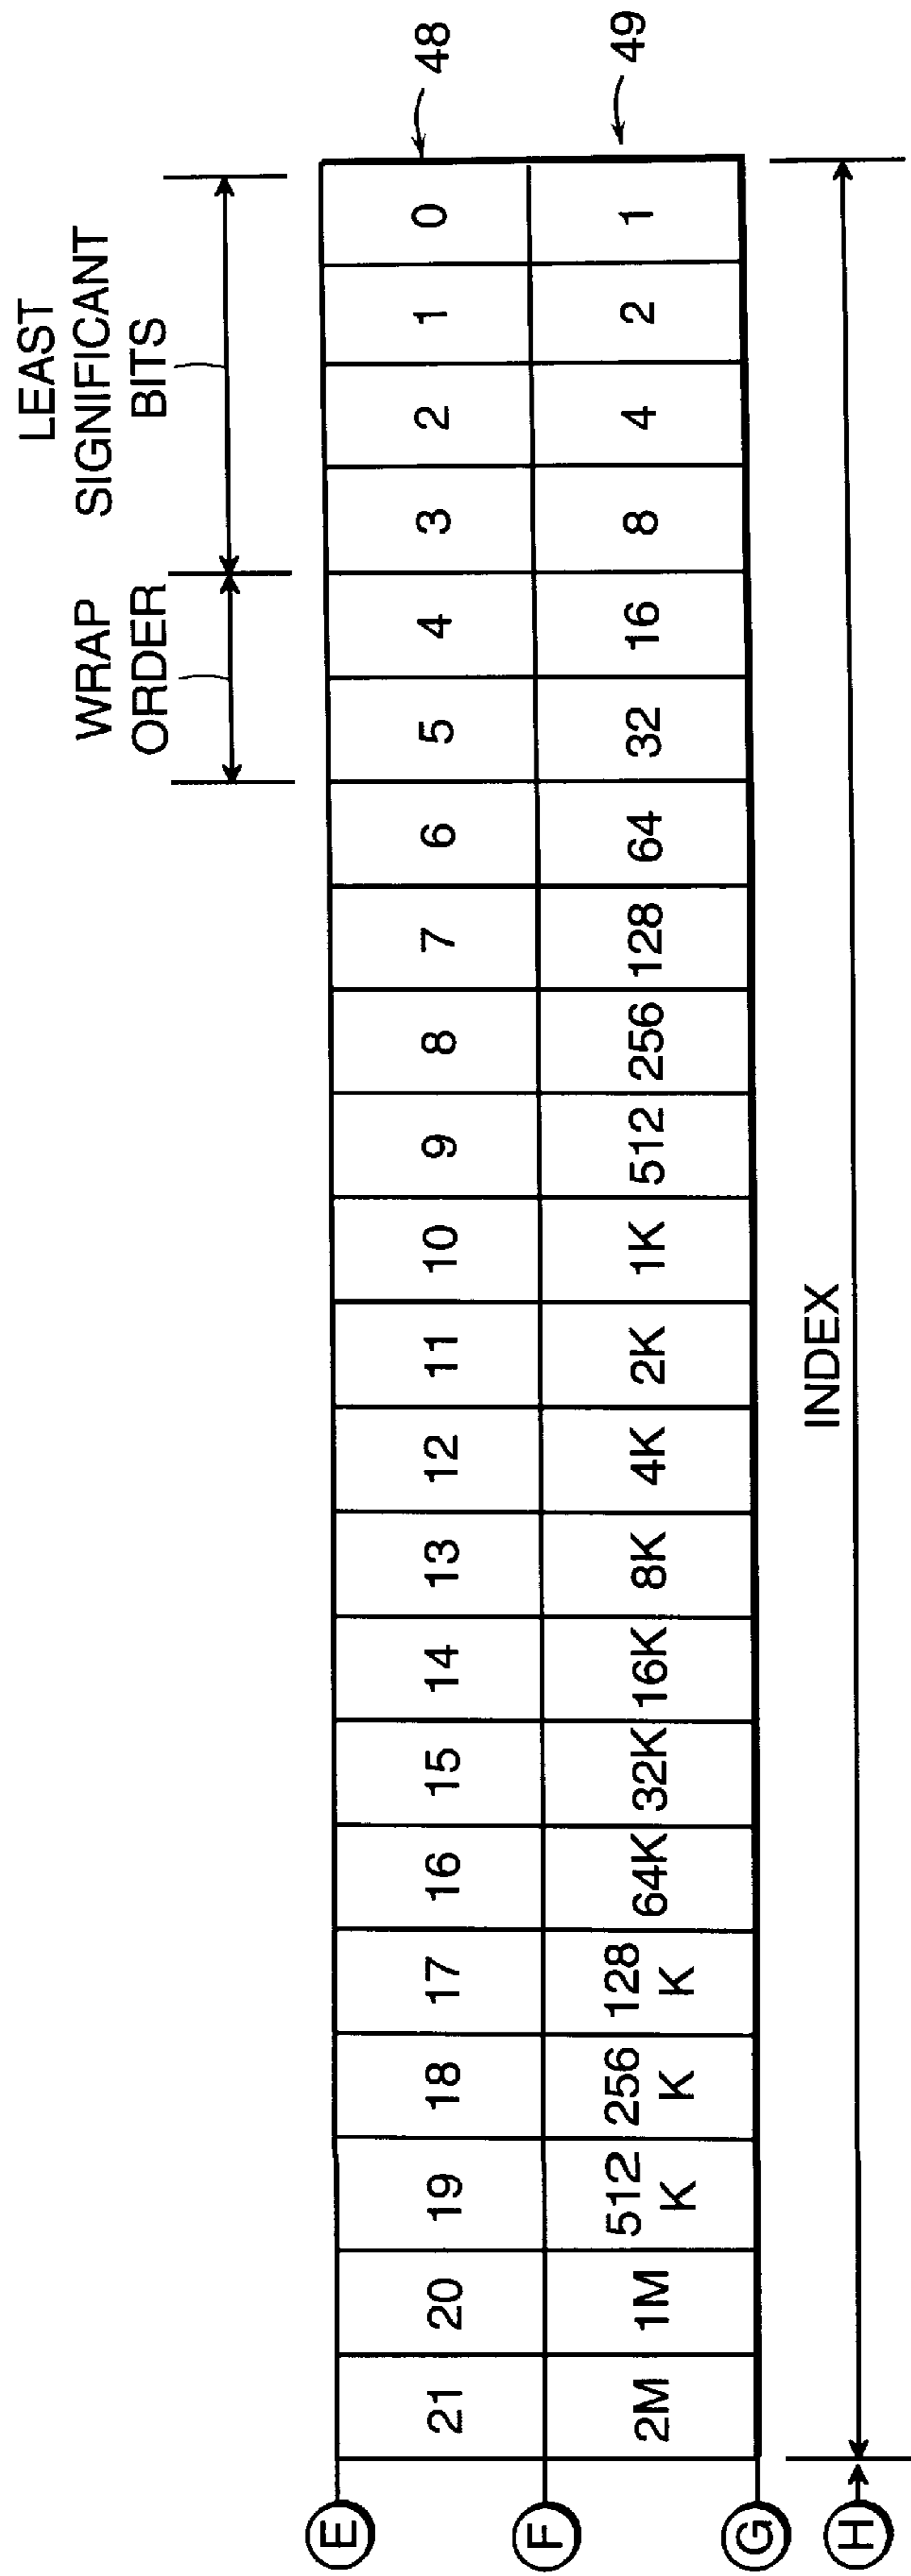 LEAST
SIGNIFICANT
BITS
WRAP
ORDER
E
21 20 19 18 17 16 15 14 13 12 11 10 9 8 7 6 5 4 3 2 1 0
48
F
2M 1M 512 K 256 K 128 K 64K 32K 16K 8K 4K 2K 1K 512 256 128 64 32 16 8 4 2 1
49
G
INDEX
H